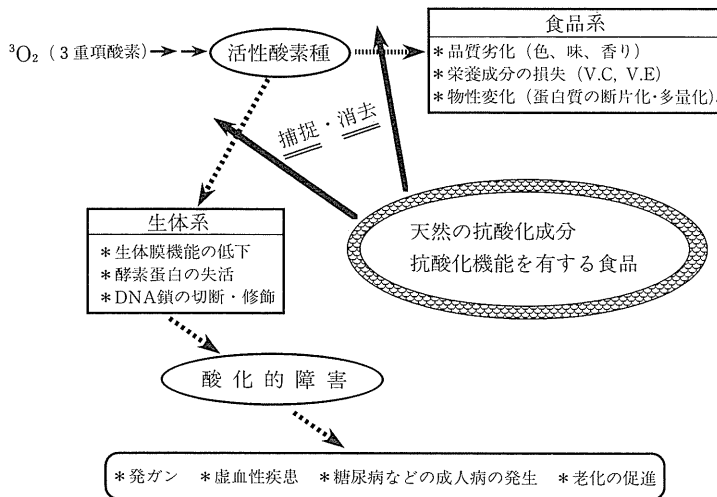 ³O₂（3重項酸素）
活性酸素種
食品系
＊品質劣化（色、味、香り）
＊栄養成分の損失（V.C, V.E）
＊物性変化（蛋白質の断片化・多量化）.
捕捉・消去
生体系
＊生体膜機能の低下
＊酵素蛋白の失活
＊DNA鎖の切断・修飾
天然の抗酸化成分
抗酸化機能を有する食品
酸化的障害
＊発ガン ＊虚血性疾患 ＊糖尿病などの成人病の発生 ＊老化の促進